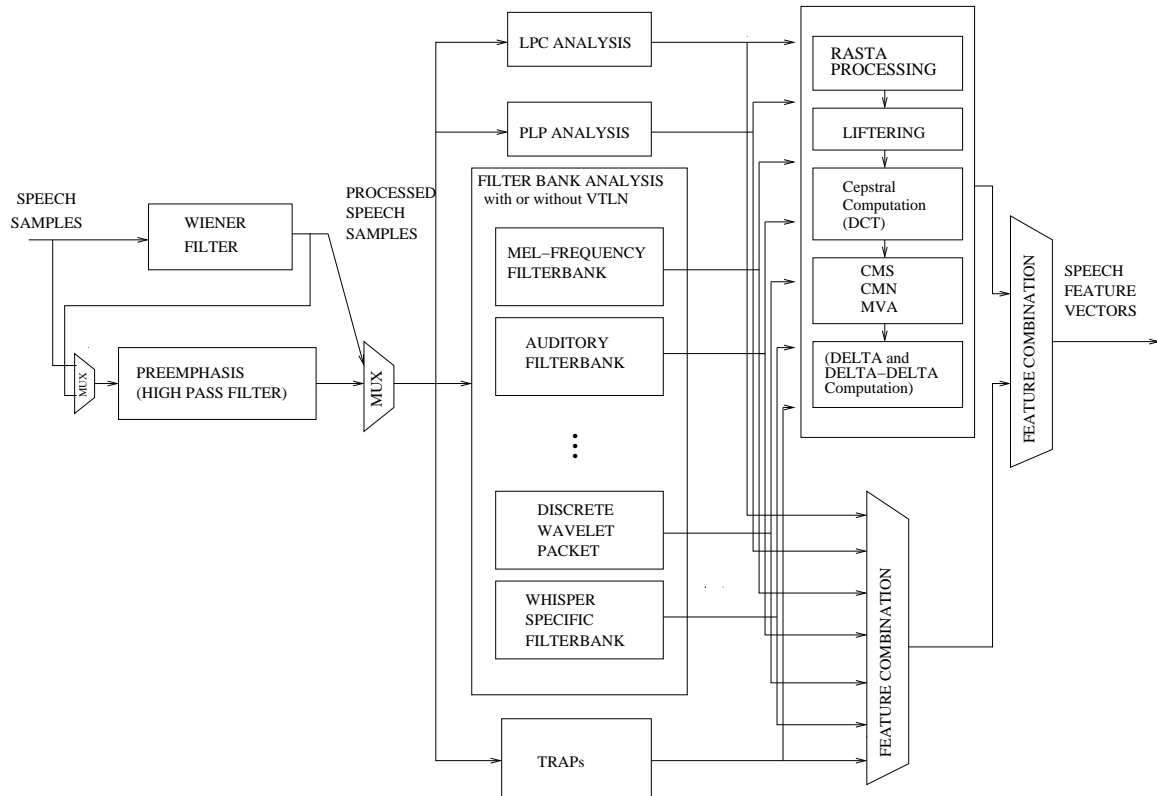 SPEECH
SAMPLES
WIENER
FILTER
MUX
PREEMPHASIS
(HIGH PASS FILTER)
MUX
PROCESSED
SPEECH
SAMPLES
LPC ANALYSIS
PLP ANALYSIS
FILTER BANK ANALYSIS
with or without VTLN
MEL−FREQUENCY
FILTERBANK
AUDITORY
FILTERBANK
DISCRETE
WAVELET
PACKET
WHISPER
SPECIFIC
FILTERBANK
TRAPs
RASTA
PROCESSING
LIFTERING
Cepstral
Computation
(DCT)
CMS
CMN
MVA
(DELTA and
DELTA−DELTA
Computation)
FEATURE COMBINATION
FEATURE COMBINATION
SPEECH
FEATURE
VECTORS